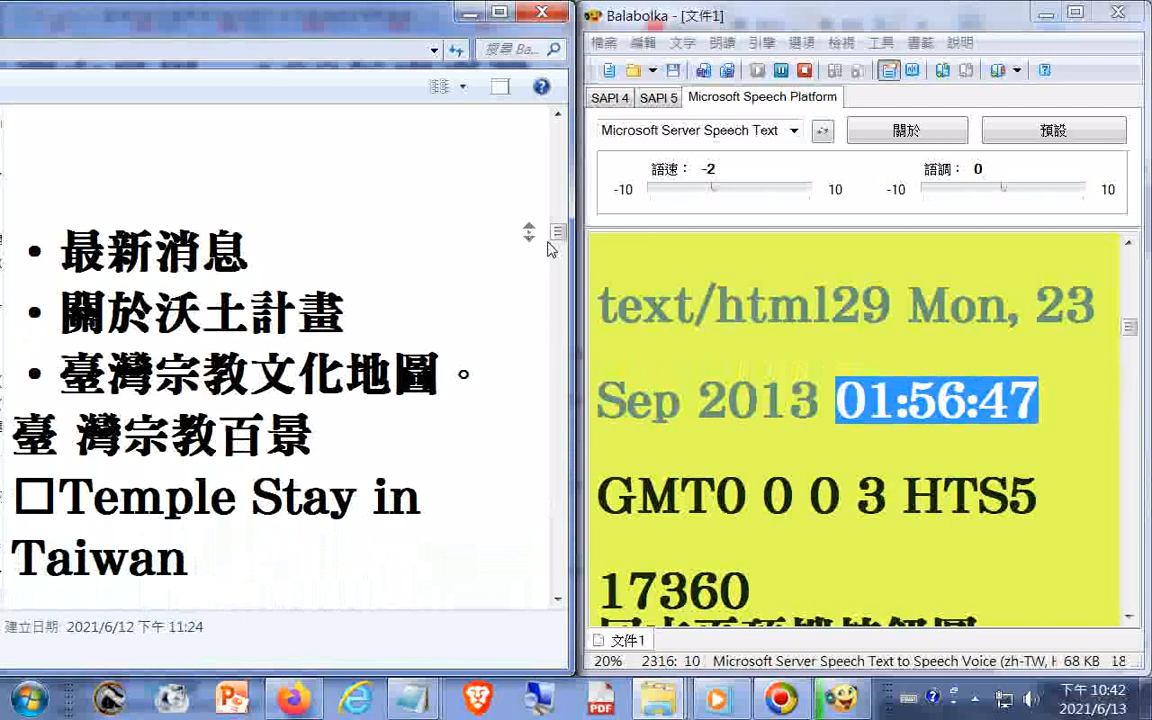 搜尋 Ba...
• 最新消息
• 關於沃土計畫
• 臺灣宗教文化地圖。
臺 灣宗教百景
□Temple Stay in
Taiwan
建立日期: 2021/6/12 下午 11:24
Balabolka - [文件1]
檔案 編輯 文字 朗讀 引擎 選項 檢視 工具 書籤 說明
SAPI 4 SAPI 5 Microsoft Speech Platform
Microsoft Server Speech Text 關於 預設
語速： -2 語調： 0
-10 10 -10 10
text/html29 Mon, 23
Sep 2013 01:56:47
GMT0 0 0 3 HTS5
17360
文件1
20% 2316: 10 Microsoft Server Speech Text to Speech Voice (zh-TW, H 68 KB 18
下午 10:42
2021/6/13